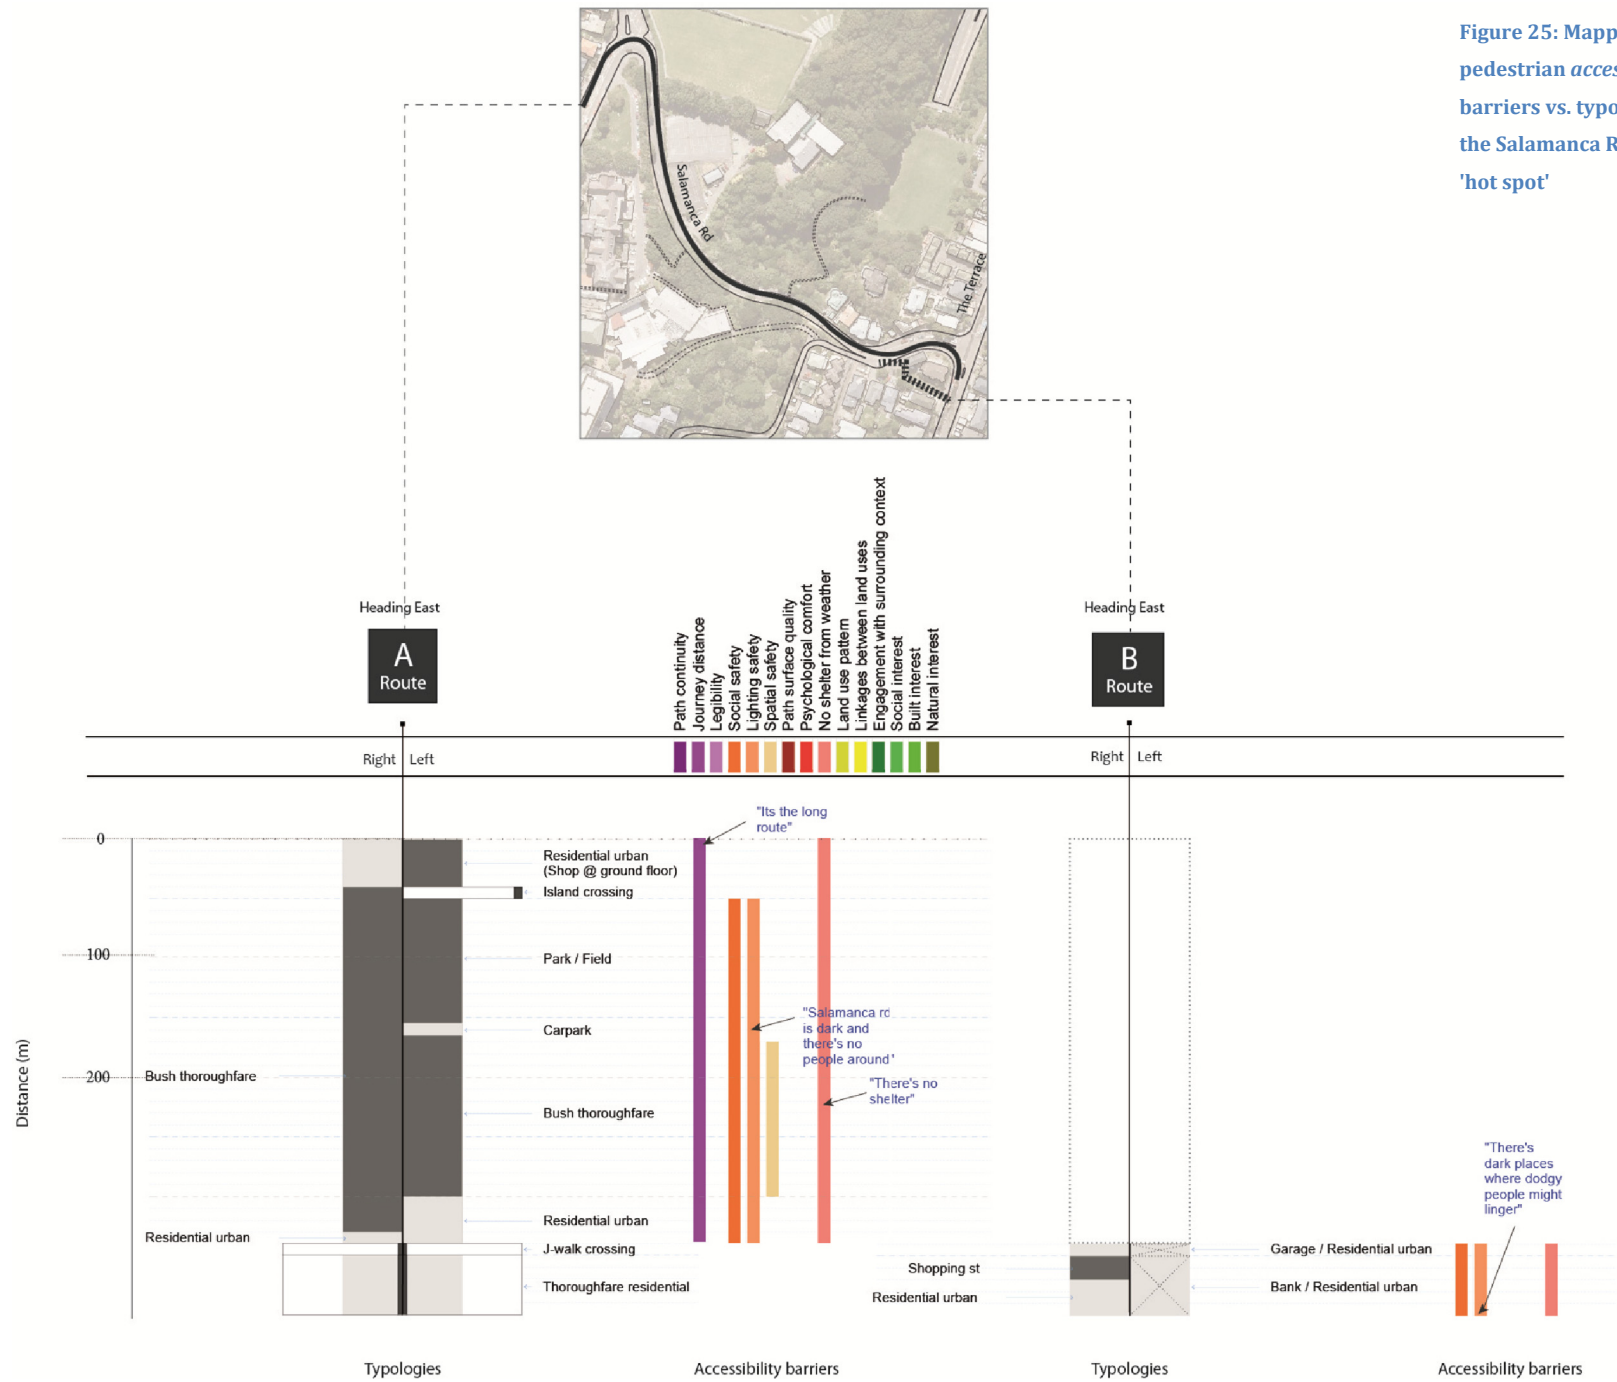 Figure 25: Mapp
pedestrian acces
barriers vs. typo
the Salamanca R
'hot spot'
Salamanca Rd
The Terrace
Heading East
A
Route
Path continuity
Journey distance
Legibility
Social safety
Lighting safety
Spatial safety
Path surface quality
Psychological comfort
No shelter from weather
Land use pattern
Linkages between land uses
Engagement with surrounding context
Social interest
Built interest
Natural interest
Heading East
B
Route
Right Left
Right Left
"Its the long
route"
0
Residential urban
(Shop @ ground floor)
Island crossing
100
Park / Field
"Salamanca rd
is dark and
there's no
people around'
Carpark
Distance (m)
200
Bush thoroughfare
"There's no
shelter"
Bush thoroughfare
"There's
dark places
where dodgy
people might
linger"
Residential urban
Residential urban
J-walk crossing
Thoroughfare residential
Garage / Residential urban
Shopping st
Bank / Residential urban
Residential urban
Typologies
Accessibility barriers
Typologies
Accessibility barriers